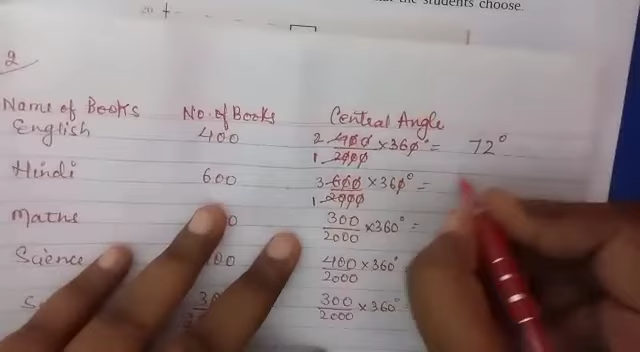 the students choose.
2
Name of Books No. of Books Central Angle
English 400 2 400/2000 1 x 360° = 72°
Hindi 600 3 600/2000 1 x 360° =
Maths 300/2000 x 360° =
Science 400/2000 x 360°
300/2000 x 360°